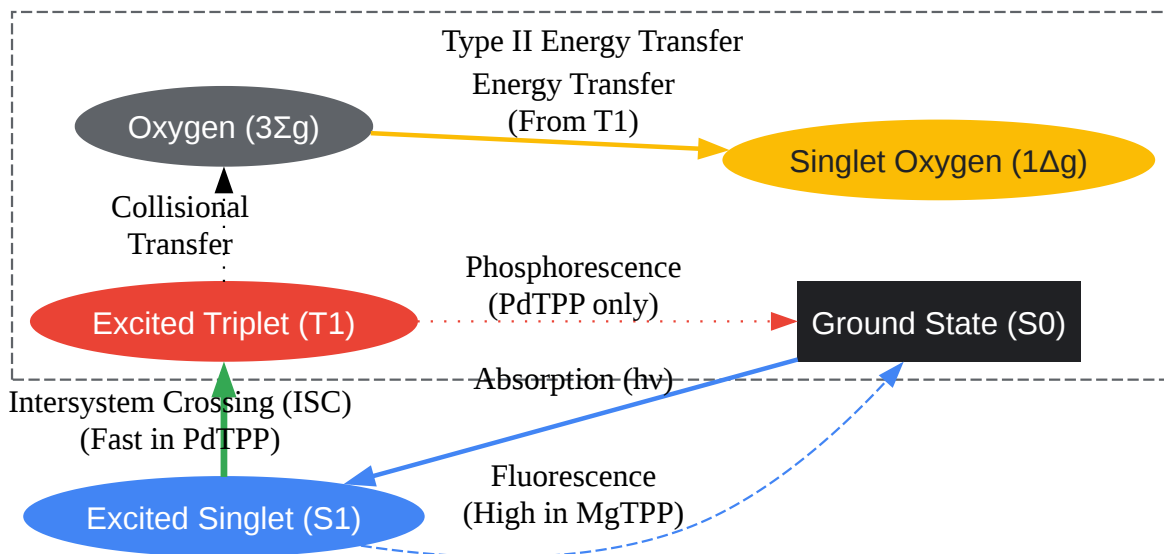 Type II Energy Transfer
Energy Transfer
(From T1)
Oxygen (3Σg)
Singlet Oxygen (1Δg)
Collisional
Transfer
Phosphorescence
(PdTPP only)
Excited Triplet (T1)
Ground State (S0)
Absorption (hν)
Intersystem Crossing (ISC)
(Fast in PdTPP)
Fluorescence
(High in MgTPP)
Excited Singlet (S1)